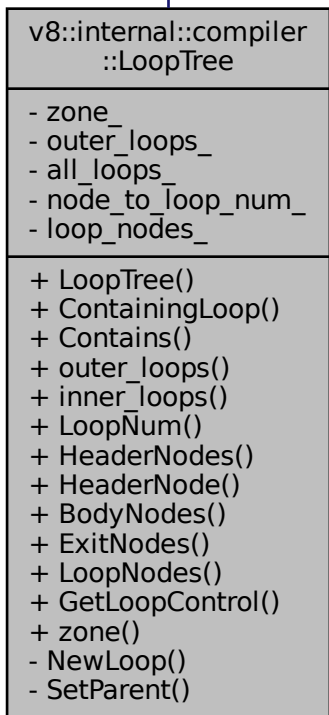 v8::internal::compiler
::LoopTree
- zone_
- outer_loops_
- all_loops_
- node_to_loop_num_
- loop_nodes_
+ LoopTree()
+ ContainingLoop()
+ Contains()
+ outer_loops()
+ inner_loops()
+ LoopNum()
+ HeaderNodes()
+ HeaderNode()
+ BodyNodes()
+ ExitNodes()
+ LoopNodes()
+ GetLoopControl()
+ zone()
- NewLoop()
- SetParent()